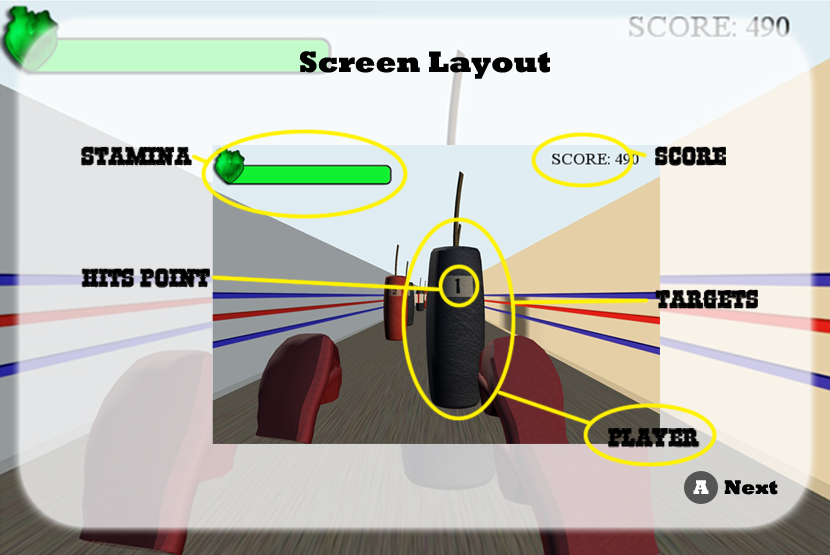 SCORE: 490
Screen Layout
STAMINA
SCORE: 490
SCORE
HITS POINT
1
TARGETS
PLAYER
A Next